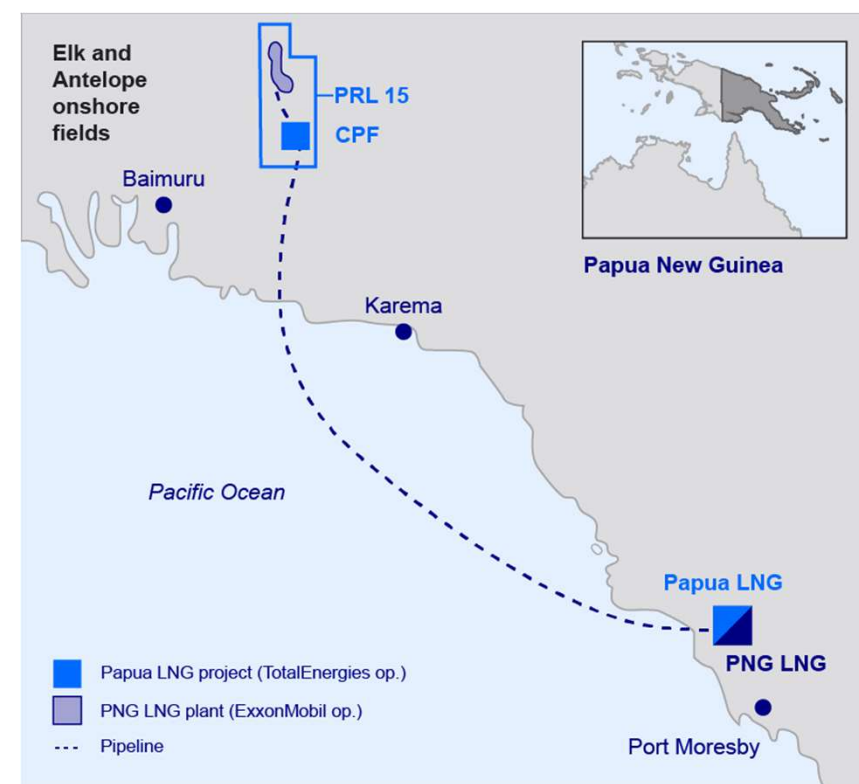 Elk and
Antelope
onshore
fields
PRL 15
CPF
Baimuru
Papua New Guinea
Karema
Pacific Ocean
Papua LNG
PNG LNG
Papua LNG project (TotalEnergies op.)
PNG LNG plant (ExxonMobil op.)
Pipeline
Port Moresby